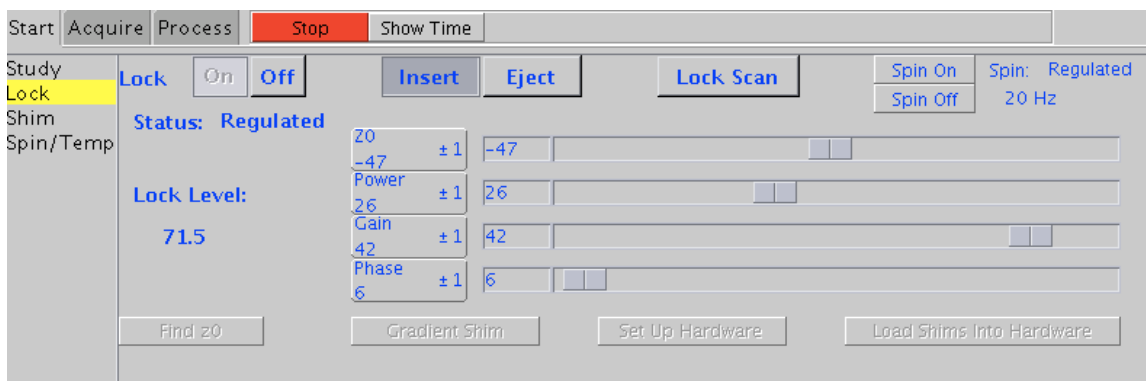 Start Acquire Process Stop Show Time
Study
Lock
Shim
Spin/Temp
Lock On Off Insert Eject Lock Scan Spin On Spin: Regulated
Spin Off 20 Hz
Status: Regulated
Z0
-47 ± 1 -47
Lock Level:
71.5
Power
26 ± 1 26
Gain
42 ± 1 42
Phase
6 ± 1 6
Find z0 Gradient Shim Set Up Hardware Load Shims Into Hardware